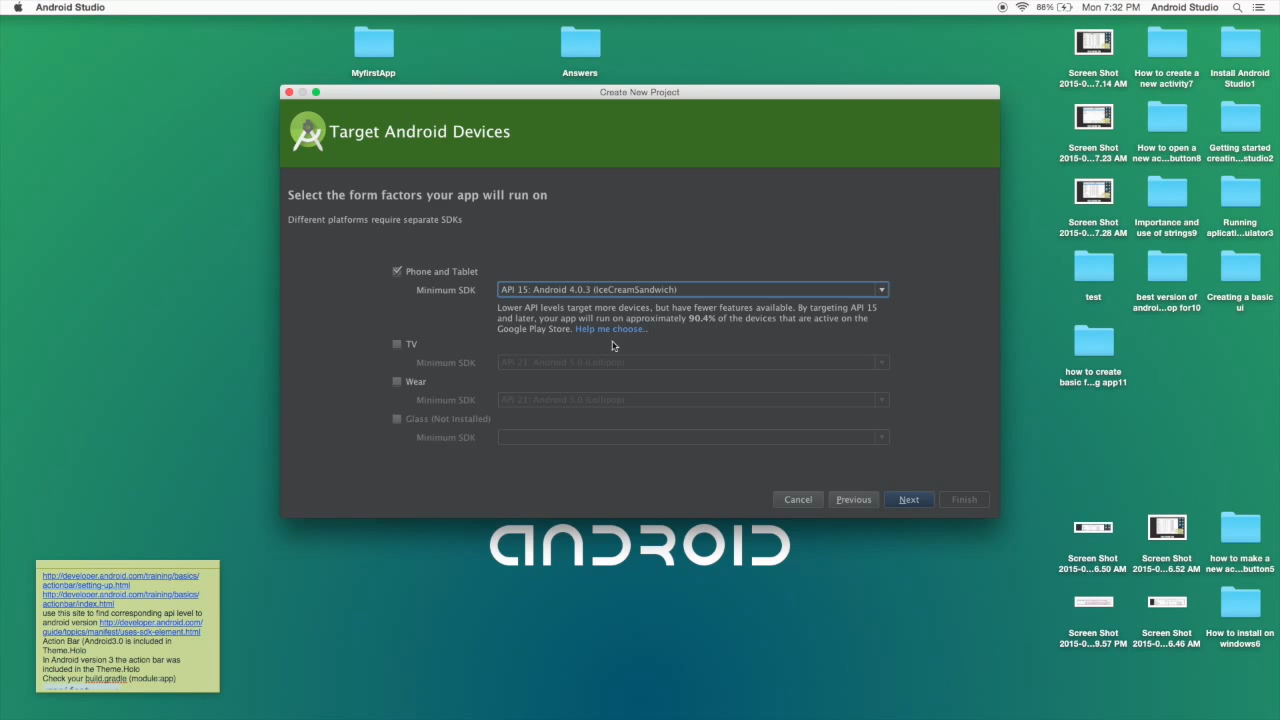 Android Studio
88%
Mon 7:32 PM
Android Studio
MyfirstApp
Answers
Screen Shot
2015-0...7.14 AM
How to create a
new activity7
Install Android
Studio1
Create New Project
Target Android Devices
Screen Shot
2015-0...7.23 AM
How to open a
new ac...button8
Getting started
creatin...studio2
Select the form factors your app will run on
Different platforms require separate SDKs
Screen Shot
2015-0...7.28 AM
Importance and
use of strings9
Running
aplicati...ulator3
Phone and Tablet
Minimum SDK
API 15: Android 4.0.3 (IceCreamSandwich)
Lower API levels target more devices, but have fewer features available. By targeting API 15
and later, your app will run on approximately 90.4% of the devices that are active on the
Google Play Store. Help me choose..
test
best version of
androi...op for10
Creating a basic
ui
TV
Minimum SDK
API 21: Android 5.0 (Lollipop)
how to create
basic f...g app11
Wear
Minimum SDK
API 21: Android 5.0 (Lollipop)
Glass (Not Installed)
Minimum SDK
Cancel
Previous
Next
Finish
ANDROID
Screen Shot
2015-0...6.50 AM
Screen Shot
2015-0...6.52 AM
how to make a
new ac...button5
Screen Shot
2015-0...9.57 PM
Screen Shot
2015-0...6.46 AM
How to install on
windows6
http://developer.android.com/training/basics/
actionbar/setting-up.html
http://developer.android.com/training/basics/
actionbar/index.html
use this site to find corresponding api level to
android version http://developer.android.com/
guide/topics/manifest/uses-sdk-element.html
Action Bar (Android3.0 is included in
Theme.Holo
In Android version 3 the action bar was
included in the Theme.Holo
Check your build.gradle (module:app)